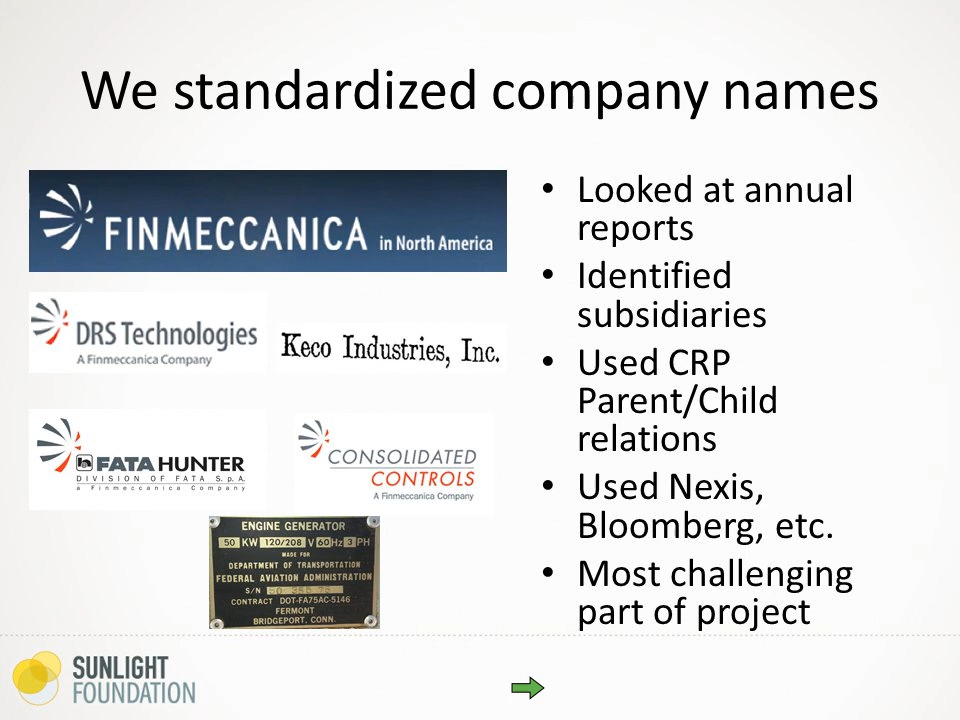 We standardized company names
FINMECCANICA in North America
DRS Technologies
A Finmeccanica Company
Keco Industries, Inc.
FATA HUNTER
DIVISION OF FATA S.p.A.
a Finmeccanica Company
CONSOLIDATED
CONTROLS
A Finmeccanica Company
ENGINE GENERATOR
50 KW 120/208 V 60 Hz 3 PH
MADE FOR
DEPARTMENT OF TRANSPORTATION
FEDERAL AVIATION ADMINISTRATION
S/N
CONTRACT DOT-FA75AC-5146
FERMONT
BRIDGEPORT, CONN.
• Looked at annual
reports
• Identified
subsidiaries
• Used CRP
Parent/Child
relations
• Used Nexis,
Bloomberg, etc.
• Most challenging
part of project
SUNLIGHT
FOUNDATION